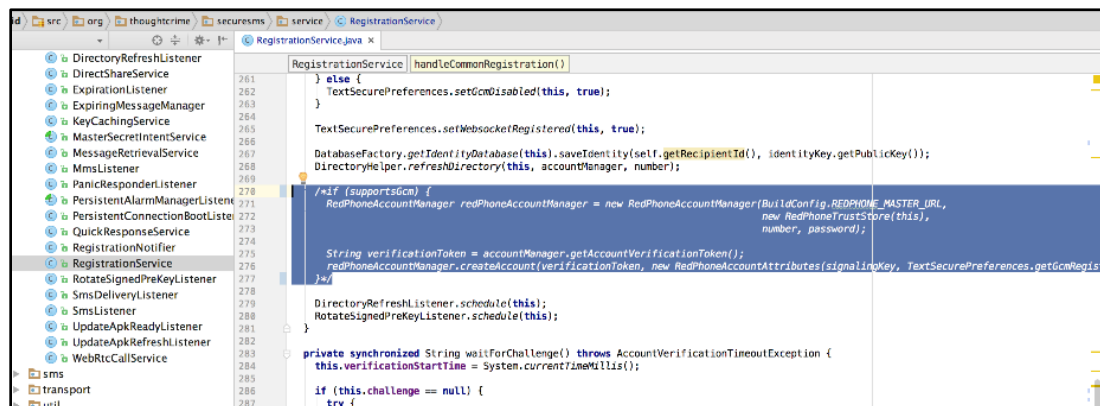 id src org thoughtcrime securesms service RegistrationService
RegistrationService.java ×
DirectoryRefreshListener
DirectShareService
ExpirationListener
ExpiringMessageManager
KeyCachingService
MasterSecretIntentService
MessageRetrievalService
MmsListener
PanicResponderListener
PersistentAlarmManagerListene
PersistentConnectionBootListe
QuickResponseService
RegistrationNotifier
RegistrationService
RotateSignedPreKeyListener
SmsDeliveryListener
SmsListener
UpdateApkReadyListener
UpdateApkRefreshListener
WebRtcCallService
sms
transport
util
RegistrationService handleCommonRegistration()
261 } else {
262 TextSecurePreferences.setGcmDisabled(this, true);
263 }
264
265 TextSecurePreferences.setWebsocketRegistered(this, true);
266
267 DatabaseFactory.getIdentityDatabase(this).saveIdentity(self.getRecipientId(), identityKey.getPublicKey());
268 DirectoryHelper.refreshDirectory(this, accountManager, number);
269
270 /*if (supportsGcm) {
271 RedPhoneAccountManager redPhoneAccountManager = new RedPhoneAccountManager(BuildConfig.REDPHONE_MASTER_URL,
272 new RedPhoneTrustStore(this),
273 number, password);
274
275 String verificationToken = accountManager.getAccountVerificationToken();
276 redPhoneAccountManager.createAccount(verificationToken, new RedPhoneAccountAttributes(signalingKey, TextSecurePreferences.getGcmRegist
277 }*/
278
279 DirectoryRefreshListener.schedule(this);
280 RotateSignedPreKeyListener.schedule(this);
281 }
282
283 private synchronized String waitForChallenge() throws AccountVerificationTimeoutException {
284 this.verificationStartTime = System.currentTimeMillis();
285
286 if (this.challenge == null) {
287 try {